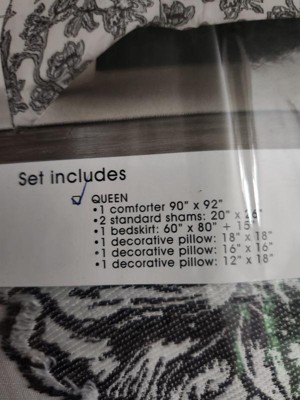 Set includes
QUEEN
•1 comforter 90" x 92"
•2 standard shams: 20" x 26"
•1 bedskirt: 60" x 80" + 15"
•1 decorative pillow: 18" x 18"
•1 decorative pillow: 16" x 16"
•1 decorative pillow: 12" x 18"